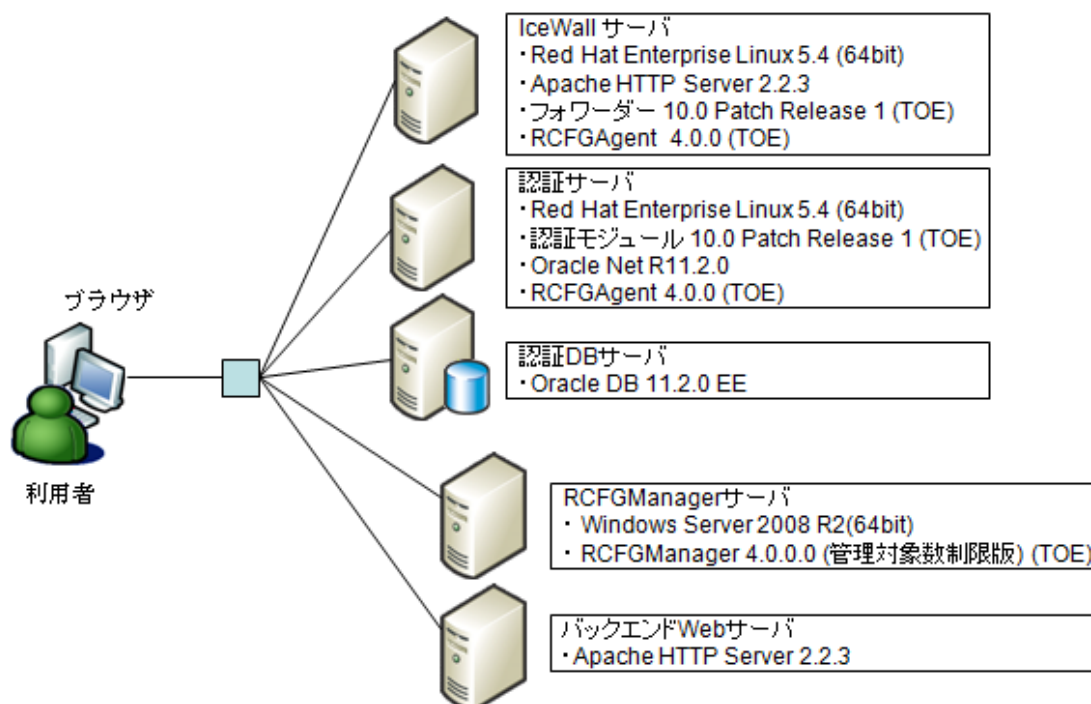 IceWall サーバ
・Red Hat Enterprise Linux 5.4 (64bit)
・Apache HTTP Server 2.2.3
・フォワーダー 10.0 Patch Release 1 (TOE)
・RCFGAgent 4.0.0 (TOE)
認証サーバ
・Red Hat Enterprise Linux 5.4 (64bit)
・認証モジュール 10.0 Patch Release 1 (TOE)
・Oracle Net R11.2.0
・RCFGAgent 4.0.0 (TOE)
ブラウザ
認証DBサーバ
・Oracle DB 11.2.0 EE
利用者
RCFGManagerサーバ
・ Windows Server 2008 R2(64bit)
・ RCFGManager 4.0.0.0 (管理対象数制限版) (TOE)
バックエンドWebサーバ
・Apache HTTP Server 2.2.3